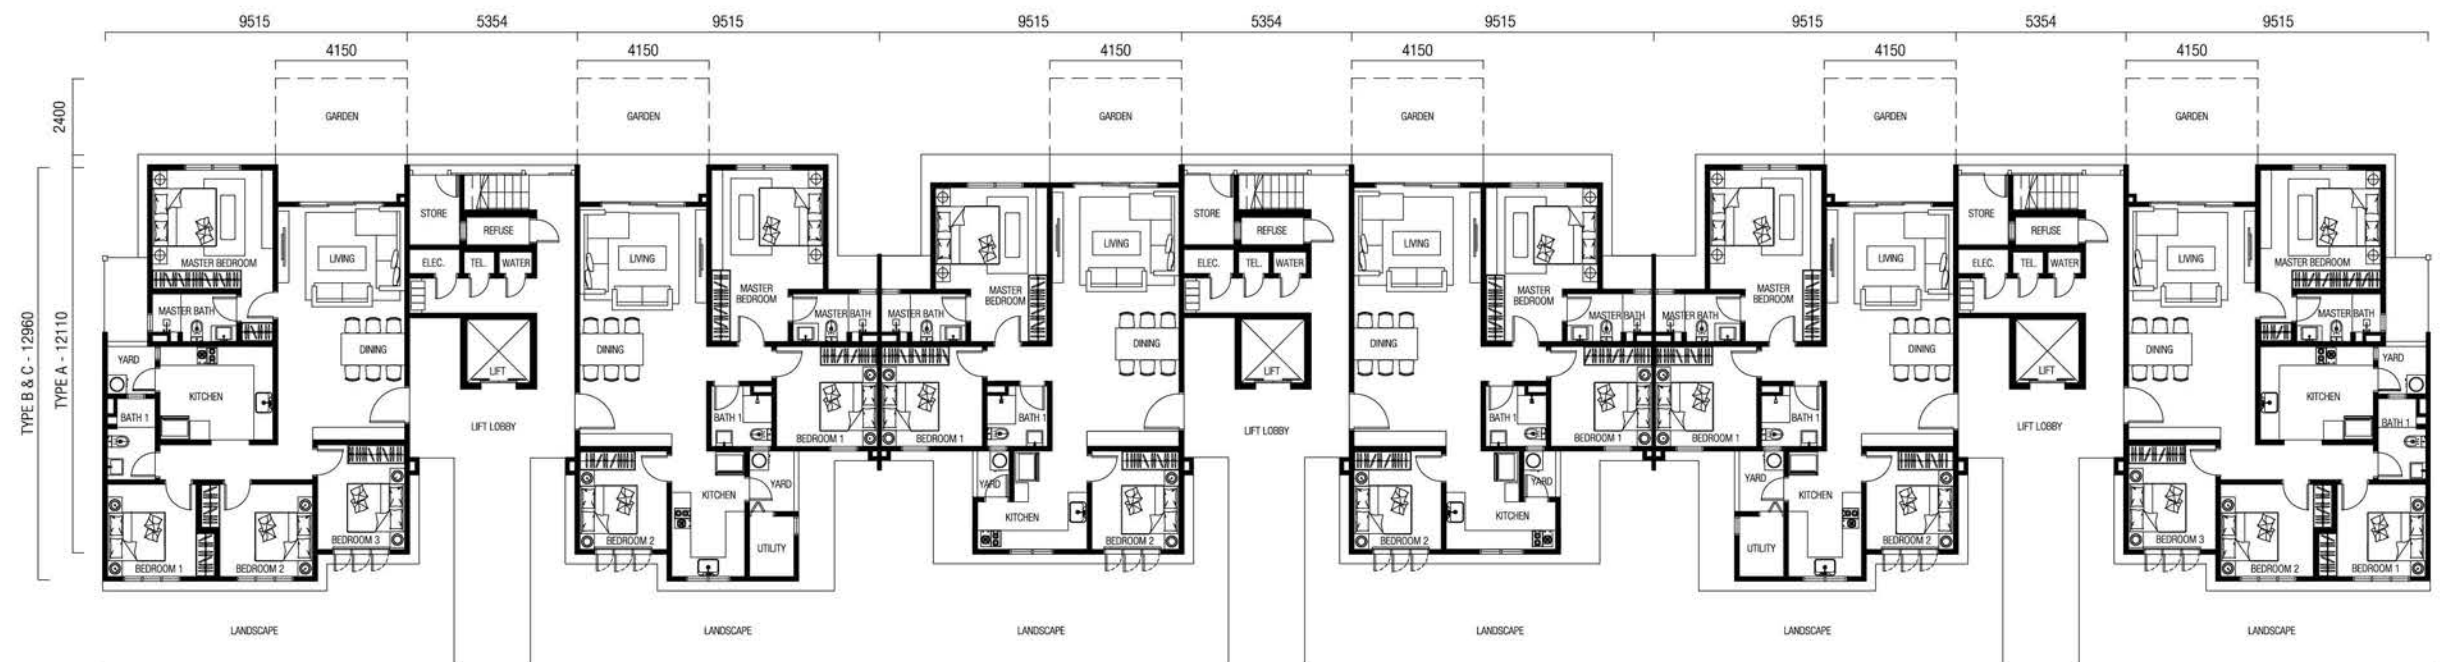 9515 5354 9515 9515 5354 9515 9515 5354 9515
4150 4150 4150 4150 4150 4150
2400
GARDEN GARDEN GARDEN GARDEN GARDEN GARDEN
TYPE B & C - 12960
TYPE A - 12110
STORE STORE STORE
REFUSE REFUSE REFUSE
LIVING LIVING LIVING LIVING LIVING LIVING
MASTER BEDROOM
ELEC. TEL. WATER
MASTER
BEDROOM
MASTER
BEDROOM
ELEC. TEL. WATER
MASTER
BEDROOM
MASTER
BEDROOM
ELEC. TEL. WATER
MASTER BEDROOM
MASTER BATH MASTER BATH MASTER BATH MASTER BATH MASTER BATH MASTER BATH
DINING DINING DINING DINING DINING DINING
YARD YARD
LIFT LIFT LIFT
KITCHEN KITCHEN
BATH 1 BATH 1 BATH 1 BATH 1 BATH 1 BATH 1
LIFT LOBBY LIFT LOBBY LIFT LOBBY
BEDROOM 1 BEDROOM 1 BEDROOM 1 BEDROOM 1
YARD YARD YARD YARD
KITCHEN KITCHEN KITCHEN KITCHEN
BEDROOM 3 BEDROOM 2 BEDROOM 2 BEDROOM 2 BEDROOM 2 BEDROOM 3
UTILITY UTILITY
BEDROOM 1 BEDROOM 2 BEDROOM 2 BEDROOM 1
LANDSCAPE LANDSCAPE LANDSCAPE LANDSCAPE LANDSCAPE LANDSCAPE